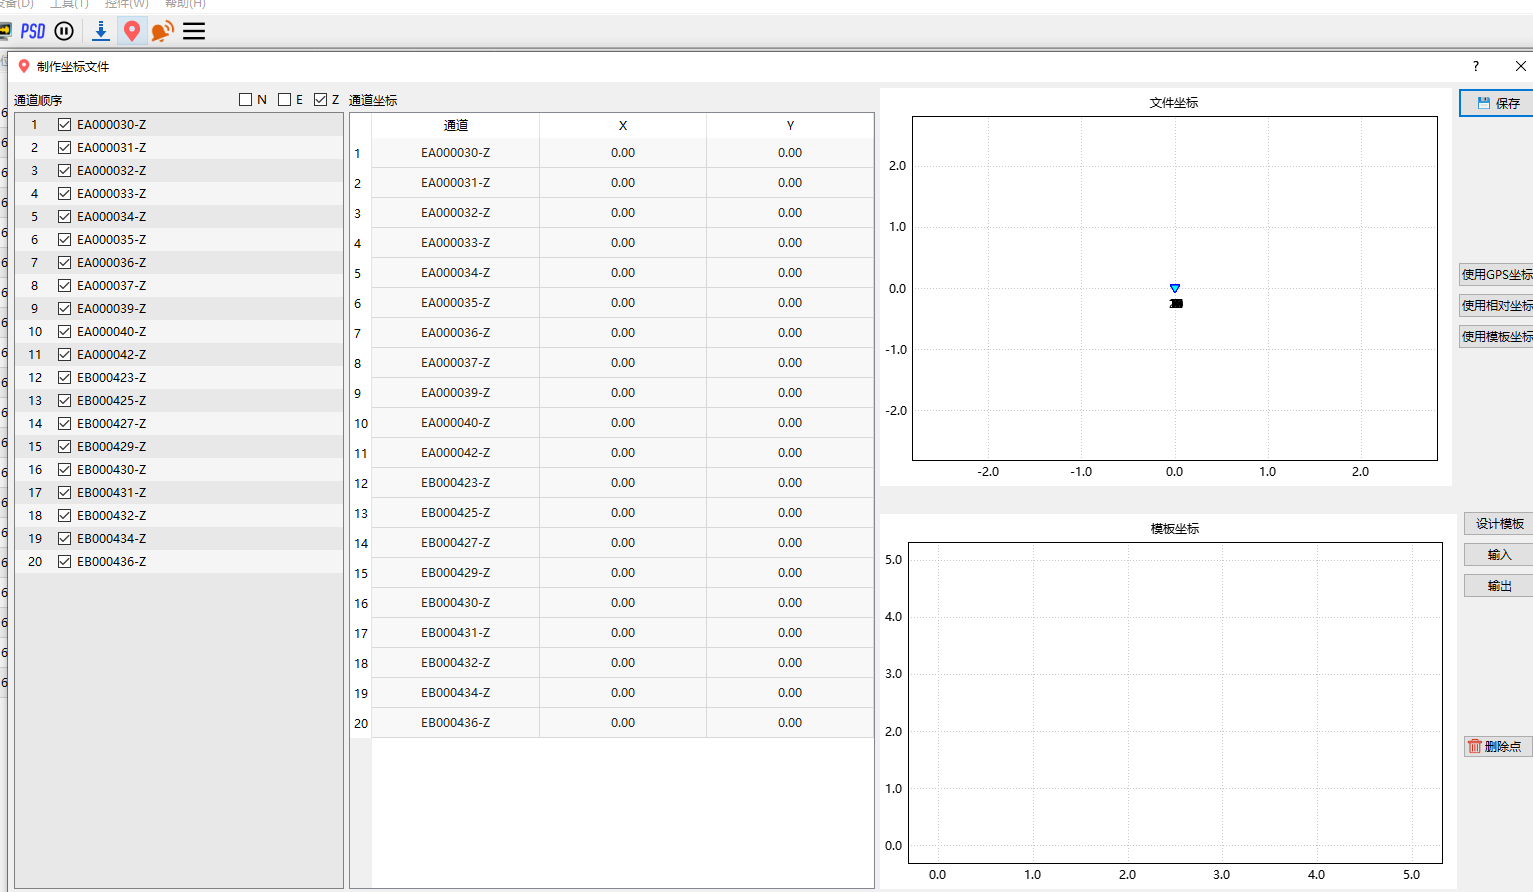 设备(D) 工具(T) 控件(W) 帮助(H)
PSD
制作坐标文件 ?
通道顺序 N E Z 通道坐标
1 EA000030-Z
2 EA000031-Z
3 EA000032-Z
4 EA000033-Z
5 EA000034-Z
6 EA000035-Z
7 EA000036-Z
8 EA000037-Z
9 EA000039-Z
10 EA000040-Z
11 EA000042-Z
12 EB000423-Z
13 EB000425-Z
14 EB000427-Z
15 EB000429-Z
16 EB000430-Z
17 EB000431-Z
18 EB000432-Z
19 EB000434-Z
20 EB000436-Z
通道 X Y
1 EA000030-Z 0.00 0.00
2 EA000031-Z 0.00 0.00
3 EA000032-Z 0.00 0.00
4 EA000033-Z 0.00 0.00
5 EA000034-Z 0.00 0.00
6 EA000035-Z 0.00 0.00
7 EA000036-Z 0.00 0.00
8 EA000037-Z 0.00 0.00
9 EA000039-Z 0.00 0.00
10 EA000040-Z 0.00 0.00
11 EA000042-Z 0.00 0.00
12 EB000423-Z 0.00 0.00
13 EB000425-Z 0.00 0.00
14 EB000427-Z 0.00 0.00
15 EB000429-Z 0.00 0.00
16 EB000430-Z 0.00 0.00
17 EB000431-Z 0.00 0.00
18 EB000432-Z 0.00 0.00
19 EB000434-Z 0.00 0.00
20 EB000436-Z 0.00 0.00
文件坐标
2.0
1.0
0.0
-1.0
-2.0
-2.0 -1.0 0.0 1.0 2.0
模板坐标
5.0
4.0
3.0
2.0
1.0
0.0
0.0 1.0 2.0 3.0 4.0 5.0
保存
使用GPS坐标
使用相对坐标
使用模板坐标
设计模板
输入
输出
删除点